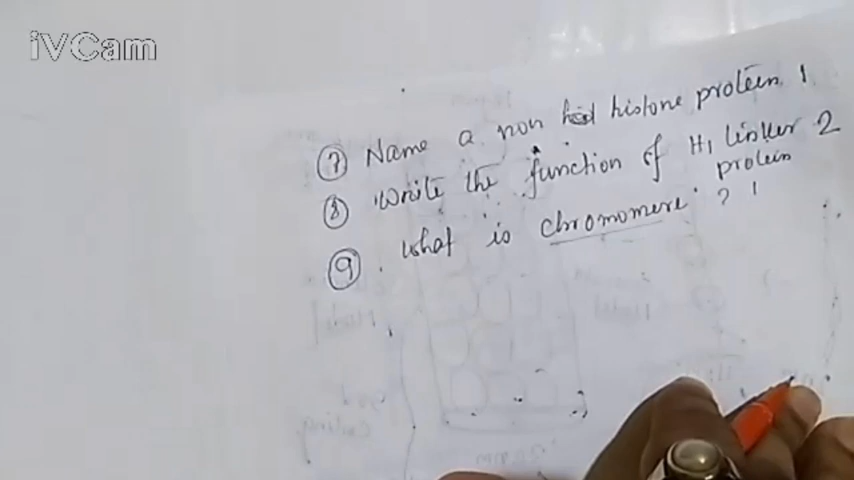 iVCam
⑦ Name a non histone protein 1
⑧ Write the function of H1 linker 2
protein
⑨ . what is chromomere ? 1